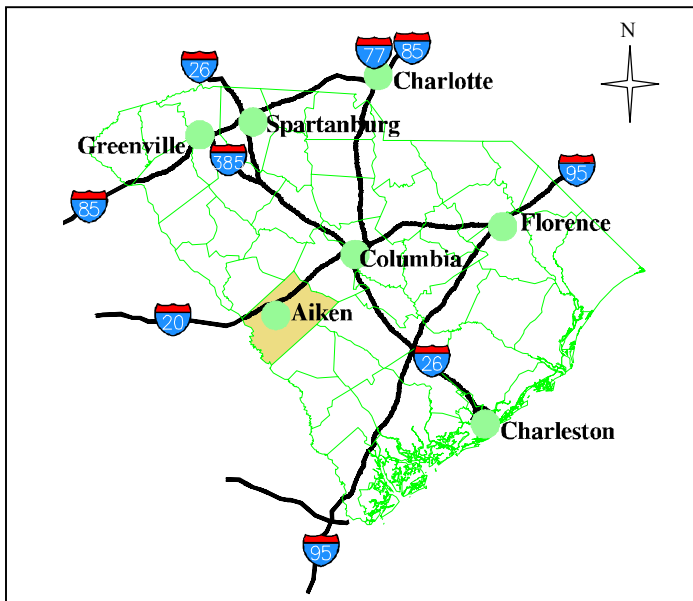 N
77
85
26
Charlotte
Spartanburg
Greenville
385
95
85
Florence
Columbia
Aiken
20
26
Charleston
95